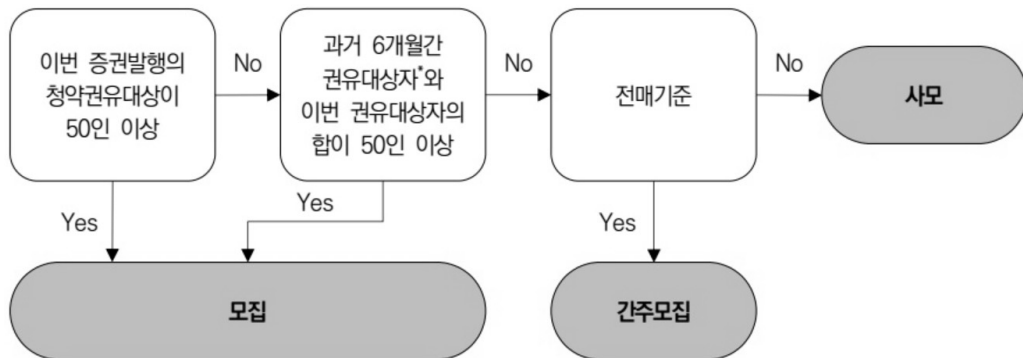 이번 증권발행의
청약권유대상이
50인 이상
No
과거 6개월간
권유대상자*와
이번 권유대상자의
합이 50인 이상
No
전매기준
No
사모
Yes
Yes
Yes
모집
간주모집